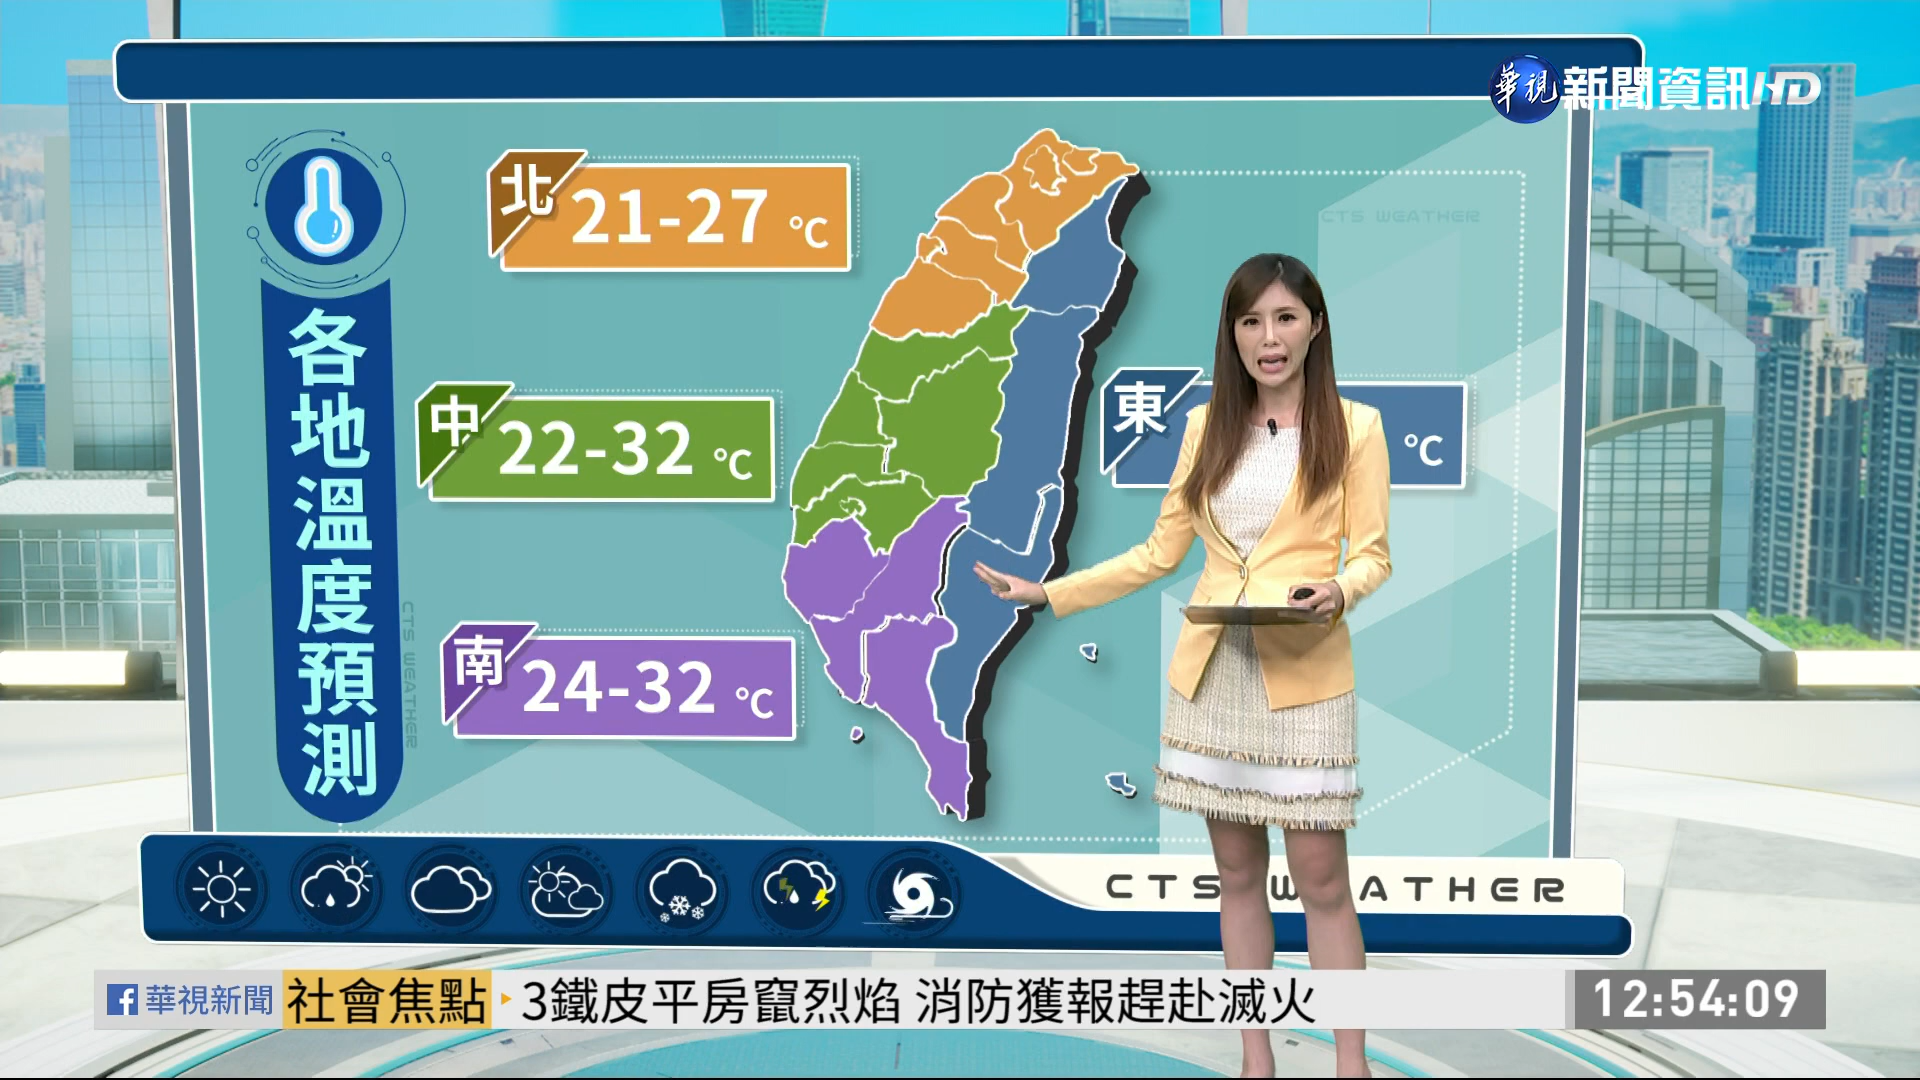 華視 新聞資訊HD
各地溫度預測
北 21-27 °C
CTS WEATHER
中 22-32 °C
東 °C
南 24-32 °C
CTS WEATHER
CTS WEATHER
華視新聞 社會焦點 3鐵皮平房竄烈焰 消防獲報趕赴滅火 12:54:09